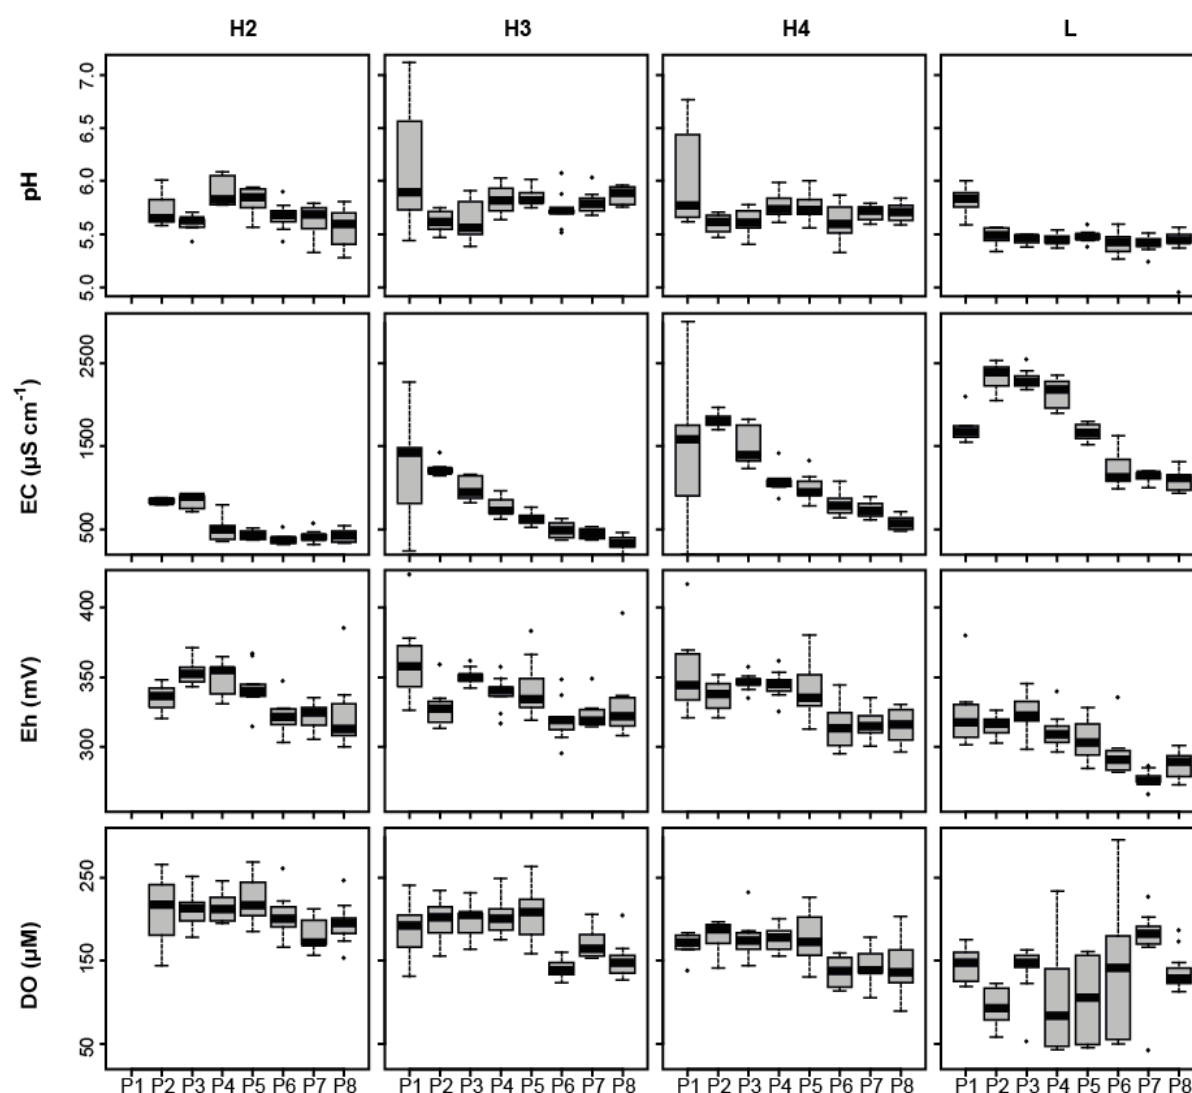 H2 H3 H4 L
pH
7.0
6.5
6.0
5.5
5.0
EC (µS cm⁻¹)
2500
1500
500
Eh (mV)
400
350
300
DO (µM)
250
150
50
P1 P2 P3 P4 P5 P6 P7 P8 P1 P2 P3 P4 P5 P6 P7 P8 P1 P2 P3 P4 P5 P6 P7 P8 P1 P2 P3 P4 P5 P6 P7 P8